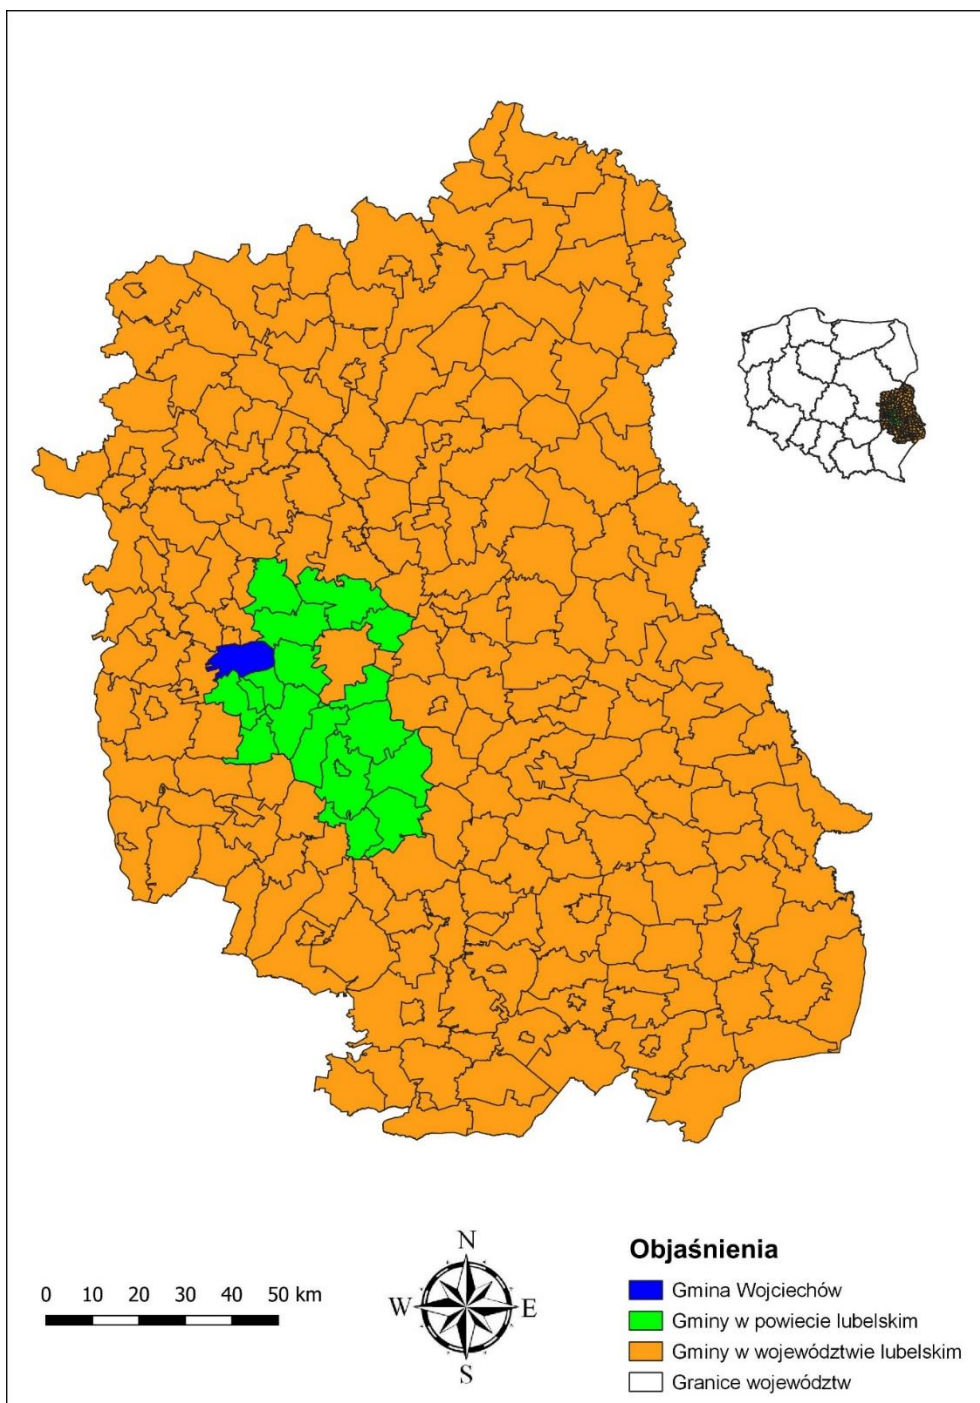 N
W
E
S
0 10 20 30 40 50 km
Objaśnienia
Gmina Wojciechów
Gminy w powiecie lubelskim
Gminy w województwie lubelskim
Granice województw